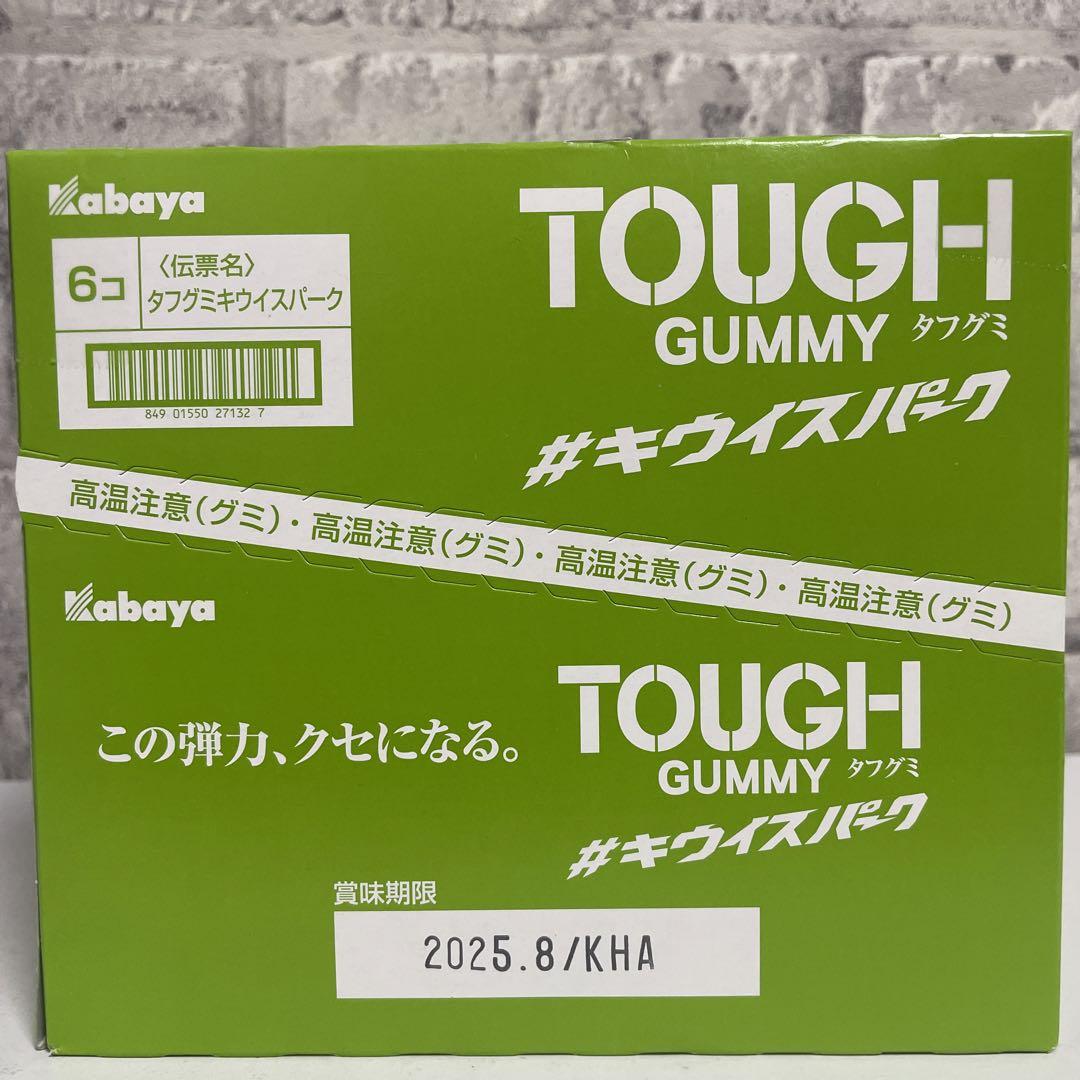 Kabaya
6コ
〈伝票名〉
タフグミキウイスパーク
849 01550 27132 7
TOUGH
GUMMY タフグミ
#キウイスパーク
高温注意(グミ)・高温注意(グミ)・高温注意(グミ)・高温注意(グミ)
Kabaya
この弾力、クセになる。
TOUGH
GUMMY タフグミ
#キウイスパーク
賞味期限
2025.8/KHA